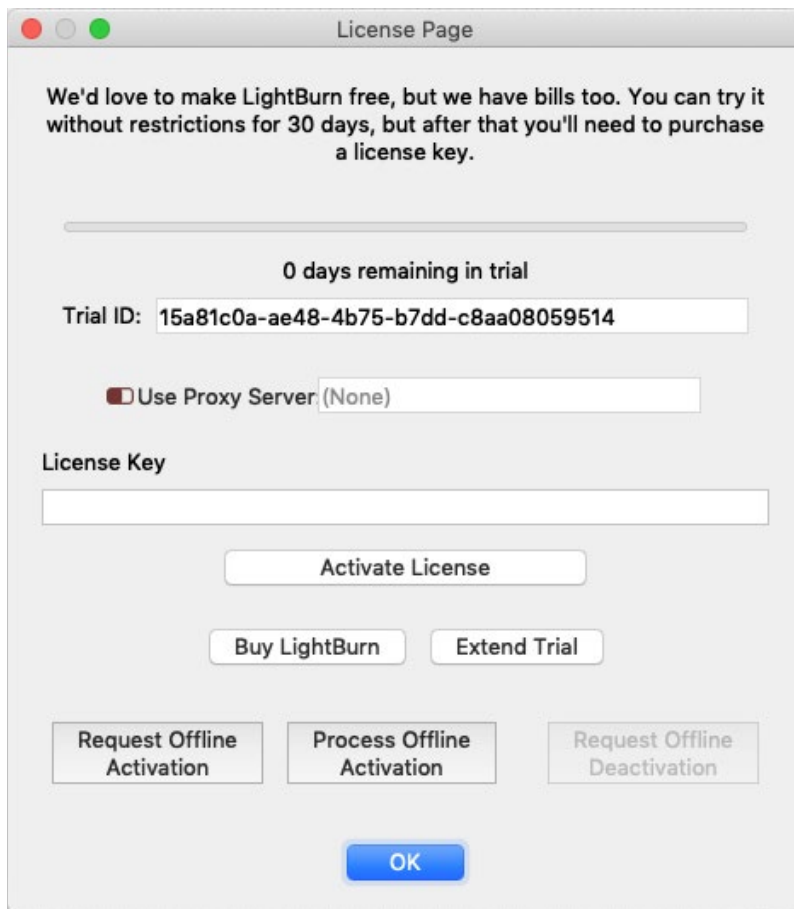 License Page
We'd love to make LightBurn free, but we have bills too. You can try it
without restrictions for 30 days, but after that you'll need to purchase
a license key.
0 days remaining in trial
Trial ID: 15a81c0a-ae48-4b75-b7dd-c8aa08059514
Use Proxy Server (None)
License Key
Activate License
Buy LightBurn Extend Trial
Request Offline Process Offline Request Offline
Activation Activation Deactivation
OK